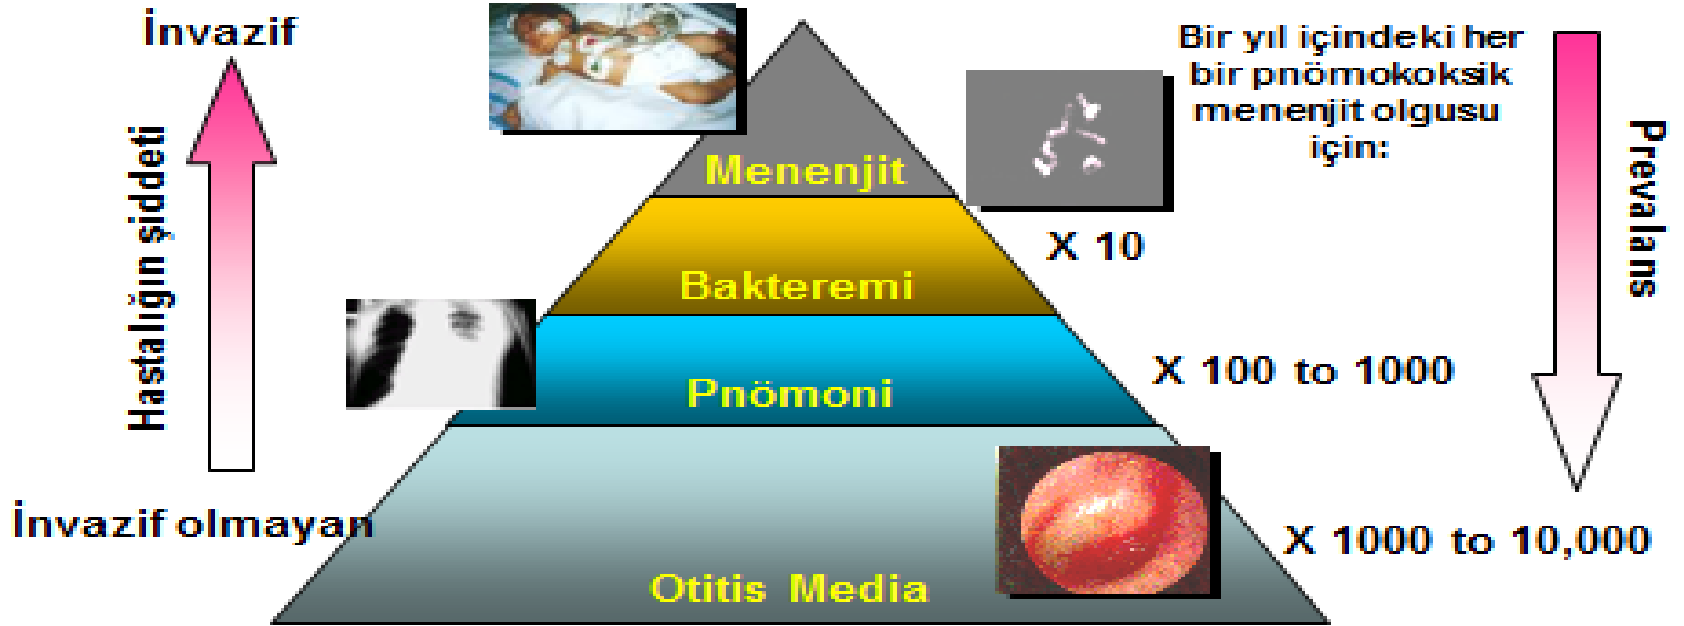 İnvazif
Hastalığın şiddeti
İnvazif olmayan
Menenjit
Bakteremi
Pnömoni
Otitis Media
Bir yıl içindeki her
bir pnömokoksik
menenjit olgusu
için:
X 10
X 100 to 1000
X 1000 to 10,000
Prevalans